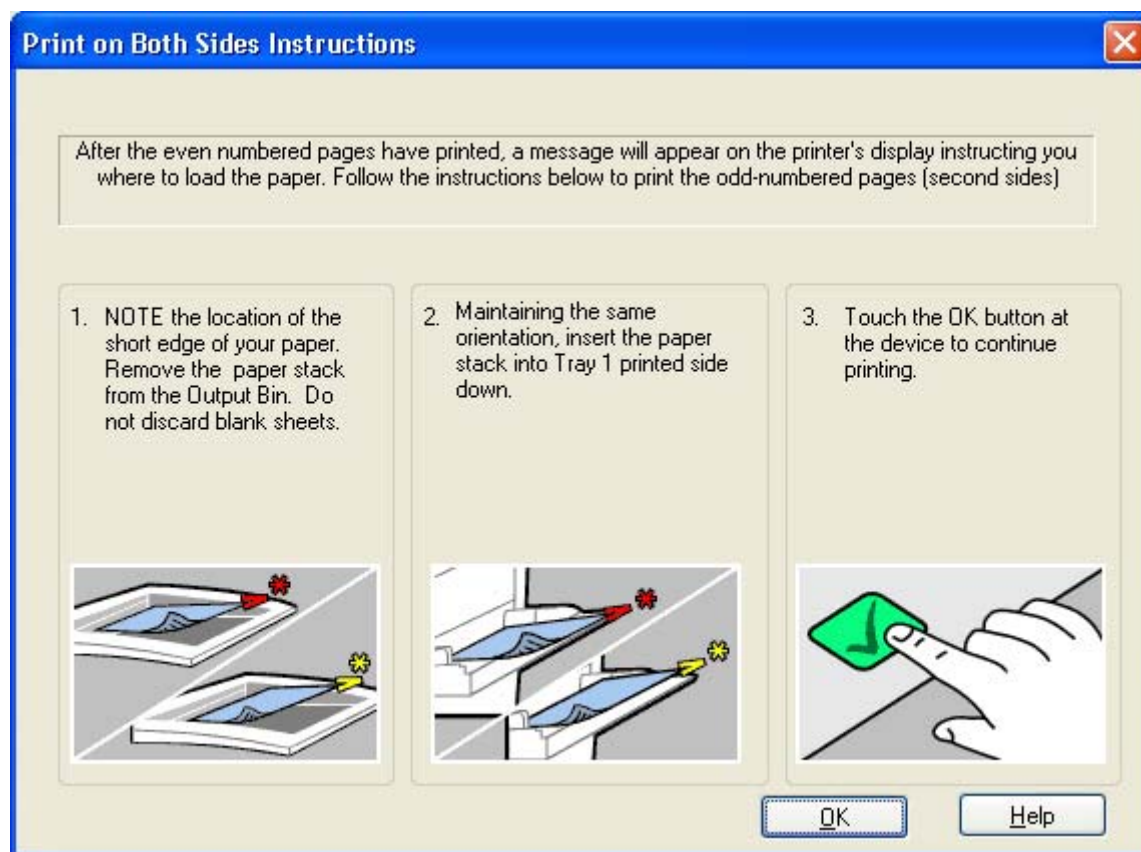 Print on Both Sides Instructions
After the even numbered pages have printed, a message will appear on the printer's display instructing you
where to load the paper. Follow the instructions below to print the odd-numbered pages (second sides)
1. NOTE the location of the
short edge of your paper.
Remove the  paper stack
from the Output Bin.  Do
not discard blank sheets.
2. Maintaining the same
orientation, insert the paper
stack into Tray 1 printed side
down.
3. Touch the OK button at
the device to continue
printing.
OK
Help